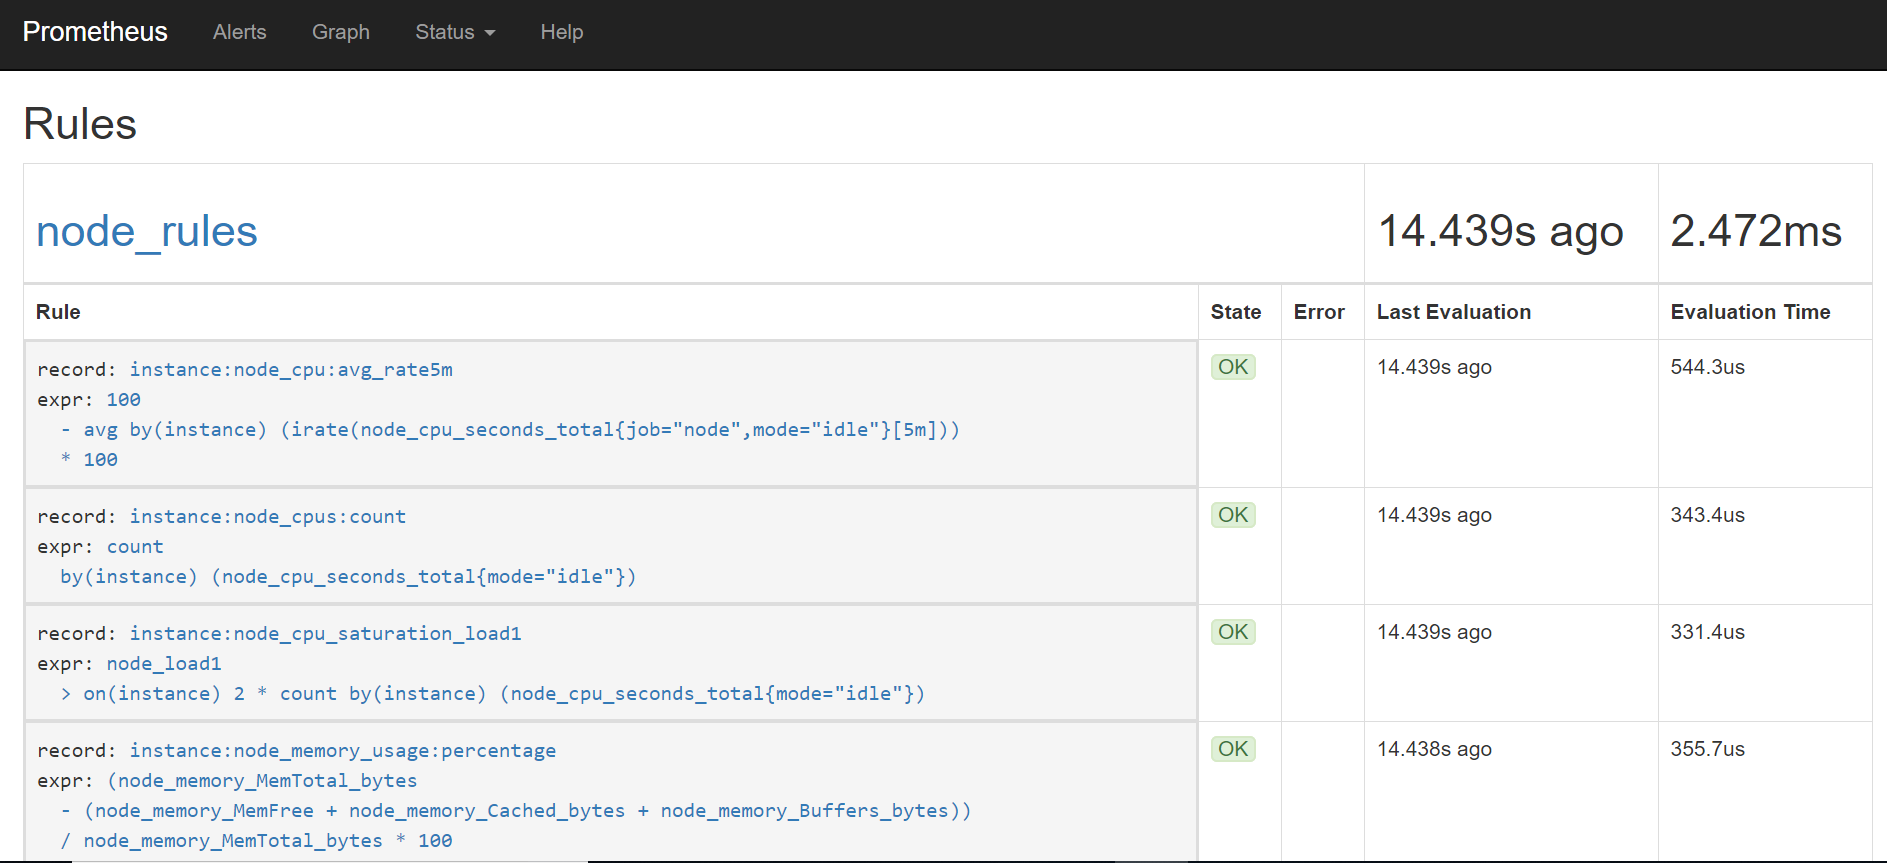 Prometheus Alerts Graph Status Help
Rules
node_rules 14.439s ago 2.472ms
Rule State Error Last Evaluation Evaluation Time
record: instance:node_cpu:avg_rate5m OK 14.439s ago 544.3us
expr: 100
- avg by(instance) (irate(node_cpu_seconds_total{job="node",mode="idle"}[5m]))
* 100
record: instance:node_cpus:count OK 14.439s ago 343.4us
expr: count
by(instance) (node_cpu_seconds_total{mode="idle"})
record: instance:node_cpu_saturation_load1 OK 14.439s ago 331.4us
expr: node_load1
> on(instance) 2 * count by(instance) (node_cpu_seconds_total{mode="idle"})
record: instance:node_memory_usage:percentage OK 14.438s ago 355.7us
expr: (node_memory_MemTotal_bytes
- (node_memory_MemFree + node_memory_Cached_bytes + node_memory_Buffers_bytes))
/ node_memory_MemTotal_bytes * 100